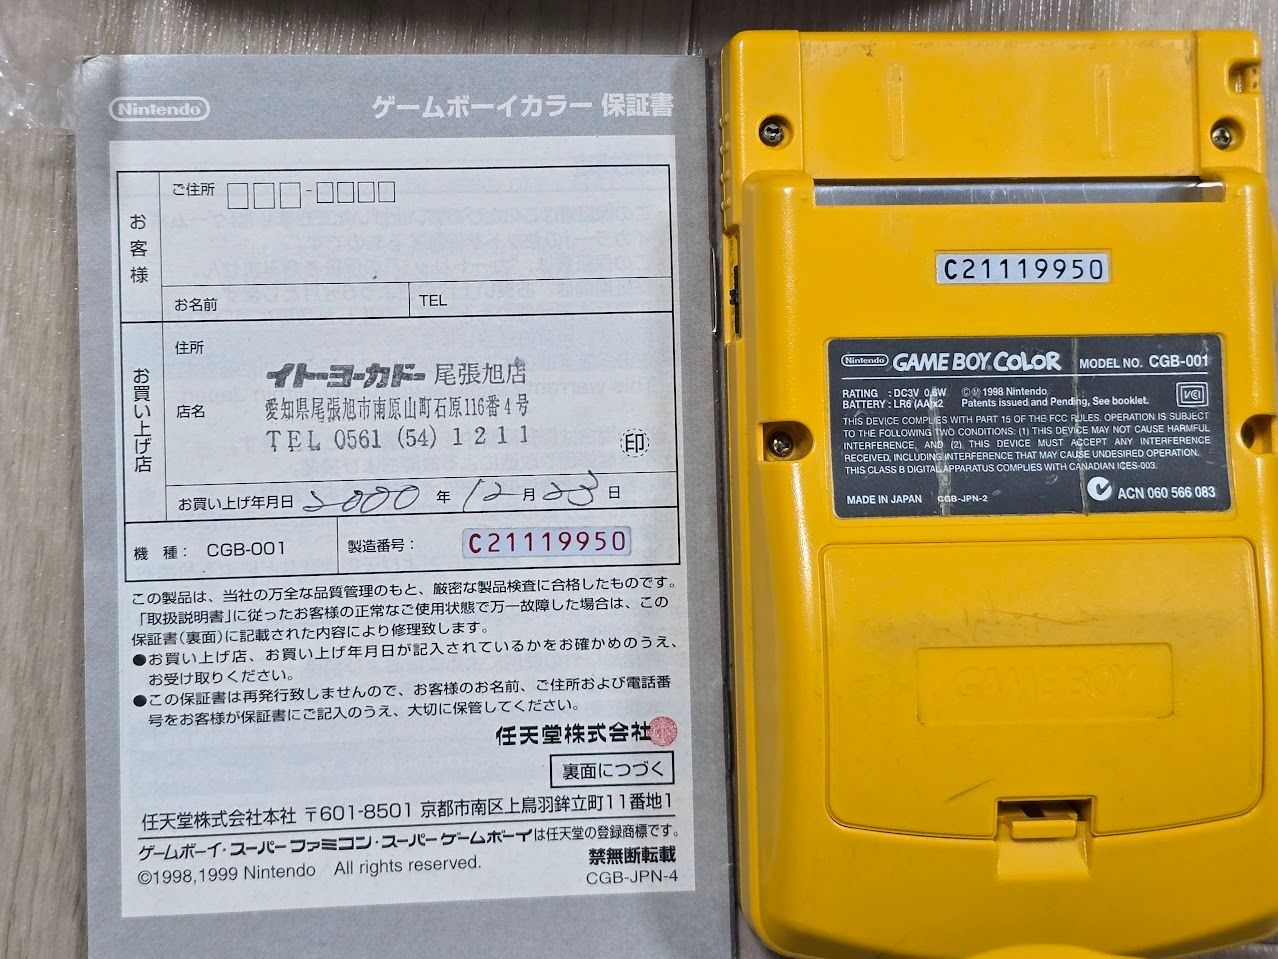 Nintendo
ゲームボーイカラー 保証書
お客様
ご住所 □□□-□□□□
お名前
TEL
お買い上げ店
住所
店名
イトーヨーカドー 尾張旭店
愛知県尾張旭市南原山町石原116番4号
TEL 0561 (54) 1211
印
お買い上げ年月日 2000 年 12 月 23 日
機種: CGB-001
製造番号: C21119950
この製品は、当社の万全な品質管理のもと、厳密な製品検査に合格したものです。
「取扱説明書」に従ったお客様の正常なご使用状態で万一故障した場合は、この
保証書(裏面)に記載された内容により修理致します。
●お買い上げ店、お買い上げ年月日が記入されているかをお確かめのうえ、
お受け取りください。
●この保証書は再発行致しませんので、お客様のお名前、ご住所および電話番
号をお客様が保証書にご記入のうえ、大切に保管してください。
任天堂株式会社
裏面につづく
任天堂株式会社本社 〒601-8501 京都市南区上鳥羽鉾立町11番地1
ゲームボーイ・スーパーファミコン・スーパーゲームボーイは任天堂の登録商標です。
©1998,1999 Nintendo All rights reserved.
禁無断転載
CGB-JPN-4
C21119950
Nintendo GAME BOY COLOR MODEL NO. CGB-001
RATING : DC3V 0.6W
BATTERY : LR6 (AA)x2
©Ⓜ 1998 Nintendo
Patents issued and Pending, See booklet.
VCI
THIS DEVICE COMPLIES WITH PART 15 OF THE FCC RULES. OPERATION IS SUBJECT
TO THE FOLLOWING TWO CONDITIONS: (1) THIS DEVICE MAY NOT CAUSE HARMFUL
INTERFERENCE, AND (2) THIS DEVICE MUST ACCEPT ANY INTERFERENCE
RECEIVED, INCLUDING INTERFERENCE THAT MAY CAUSE UNDESIRED OPERATION.
THIS CLASS B DIGITAL APPARATUS COMPLIES WITH CANADIAN ICES-003.
MADE IN JAPAN CGB-JPN-2
ACN 060 566 083
GAME BOY